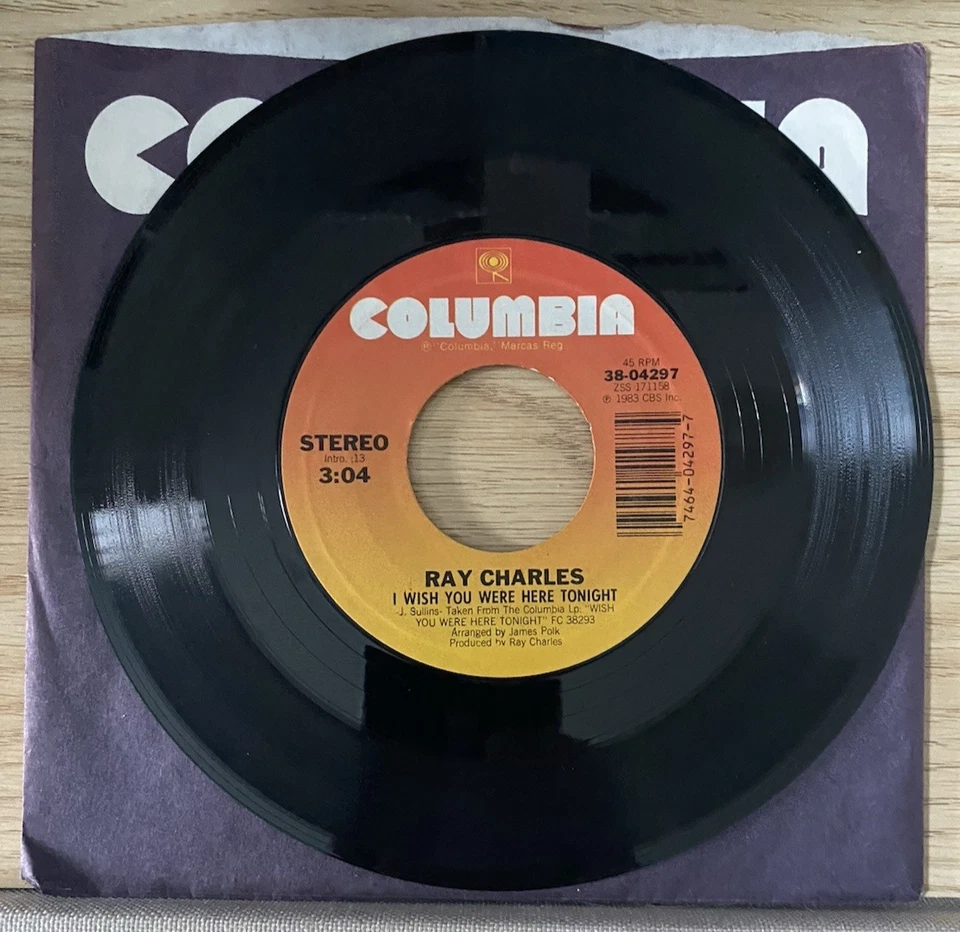 COLUMBIA
℗ "Columbia," Marcas Reg.
45 RPM
38-04297
ZSS 171158
℗ 1983 CBS Inc.
7464-04297-7
STEREO
Intro. :13
3:04
RAY CHARLES
I WISH YOU WERE HERE TONIGHT
-J. Sullins- Taken From The Columbia Lp: "WISH
YOU WERE HERE TONIGHT" FC 38293
Arranged by James Polk
Produced by Ray Charles